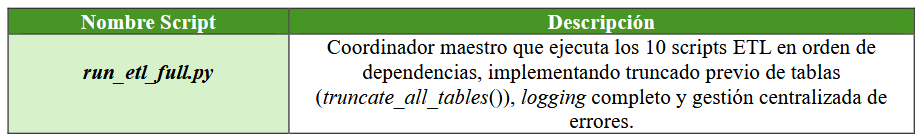 Nombre Script
Descripción
run_etl_full.py
Coordinador maestro que ejecuta los 10 scripts ETL en orden de
dependencias, implementando truncado previo de tablas
(truncate_all_tables()), logging completo y gestión centralizada de
errores.